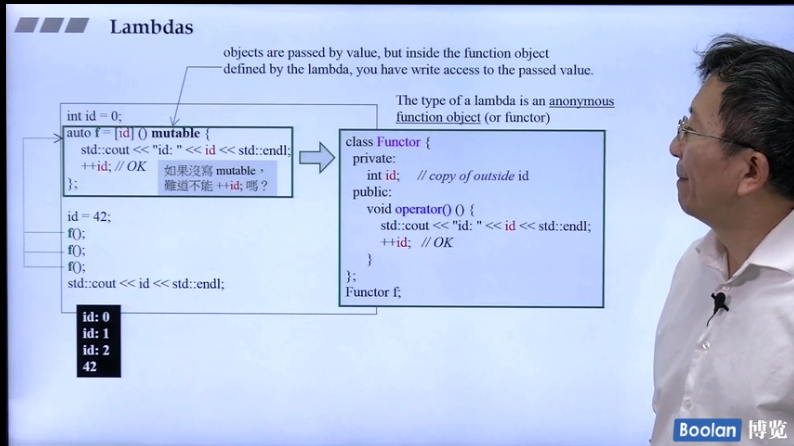 Lambdas
objects are passed by value, but inside the function object
defined by the lambda, you have write access to the passed value.
int id = 0;
auto f = [id] () mutable {
std::cout << "id: " << id << std::endl;
++id; // OK
};
如果沒寫 mutable，
難道不能 ++id; 嗎？
id = 42;
f();
f();
f();
std::cout << id << std::endl;
id: 0
id: 1
id: 2
42
The type of a lambda is an anonymous
function object (or functor)
class Functor {
private:
int id; // copy of outside id
public:
void operator() () {
std::cout << "id: " << id << std::endl;
++id; // OK
}
};
Functor f;
Boolan 博览